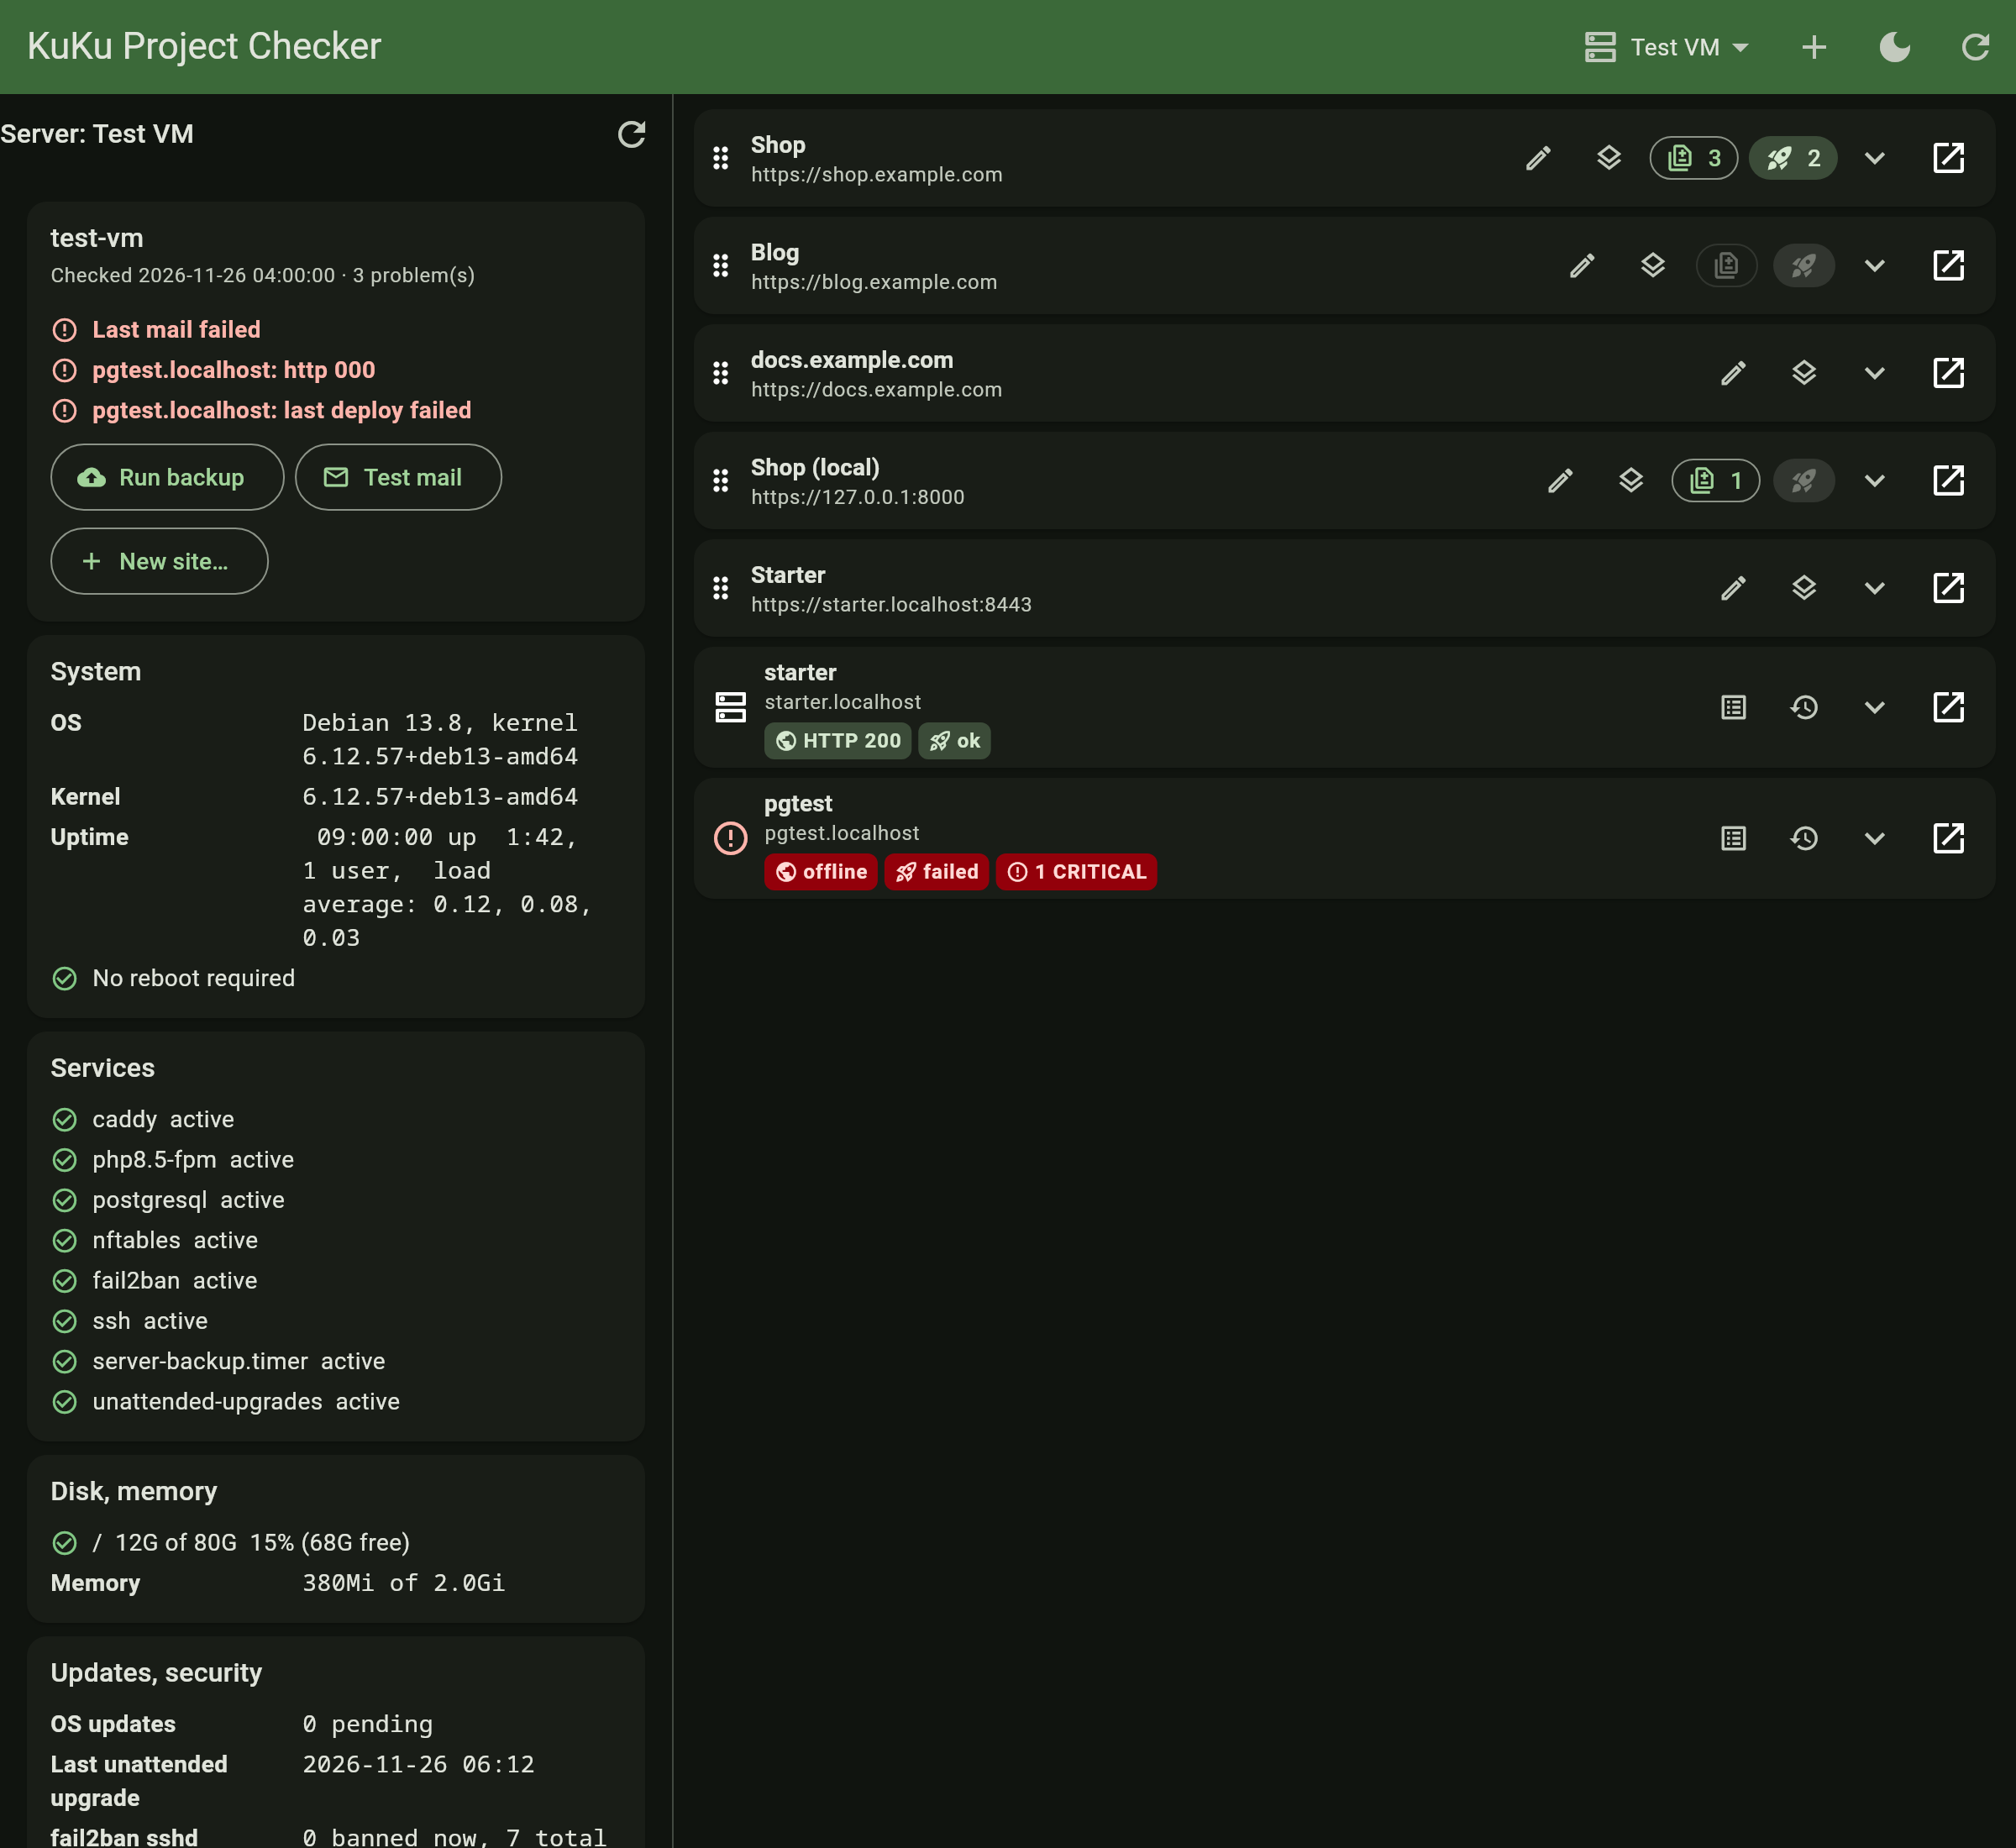 KuKu Project Checker
Test VM
Server: Test VM
test-vm
Checked 2026-11-26 04:00:00 · 3 problem(s)
Last mail failed
pgtest.localhost: http 000
pgtest.localhost: last deploy failed
Run backup
Test mail
New site…
System
OS
Debian 13.8, kernel
6.12.57+deb13-amd64
Kernel
6.12.57+deb13-amd64
Uptime
09:00:00 up  1:42,
1 user,  load
average: 0.12, 0.08,
0.03
No reboot required
Services
caddy active
php8.5-fpm active
postgresql active
nftables active
fail2ban active
ssh active
server-backup.timer active
unattended-upgrades active
Disk, memory
/ 12G of 80G 15% (68G free)
Memory
380Mi of 2.0Gi
Updates, security
OS updates
0 pending
Last unattended
upgrade
2026-11-26 06:12
fail2ban sshd
0 banned now, 7 total
Shop
https://shop.example.com
3
2
Blog
https://blog.example.com
docs.example.com
https://docs.example.com
Shop (local)
https://127.0.0.1:8000
1
Starter
https://starter.localhost:8443
starter
starter.localhost
HTTP 200
ok
pgtest
pgtest.localhost
offline
failed
1 CRITICAL